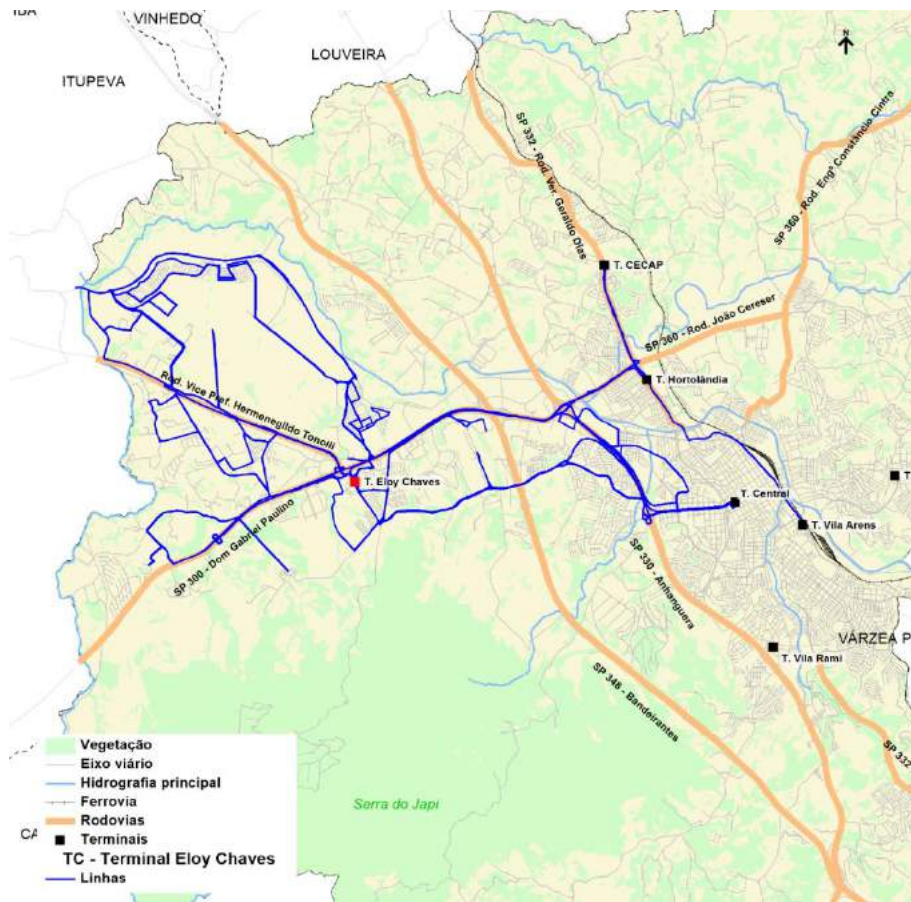 VINHEDO
LOUVEIRA
ITUPEVA
N
SP 332 - Rod. Ver. Geraldo Dias
SP 360 - Rod. Engº Constâncio Cintra
T. CECAP
SP 360 - Rod. João Cereser
T. Hortolândia
Rod. Vice Pref. Hermenegildo Tonolli
T. Eloy Chaves
T
T. Central
T. Vila Arens
SP 300 - Dom Gabriel Paulino
SP 330 - Anhanguera
VÁRZEA P
T. Vila Rami
SP 348 - Bandeirantes
SP 332
Serra do Japi
Vegetação
Eixo viário
Hidrografia principal
Ferrovia
Rodovias
CA
Terminais
TC - Terminal Eloy Chaves
Linhas